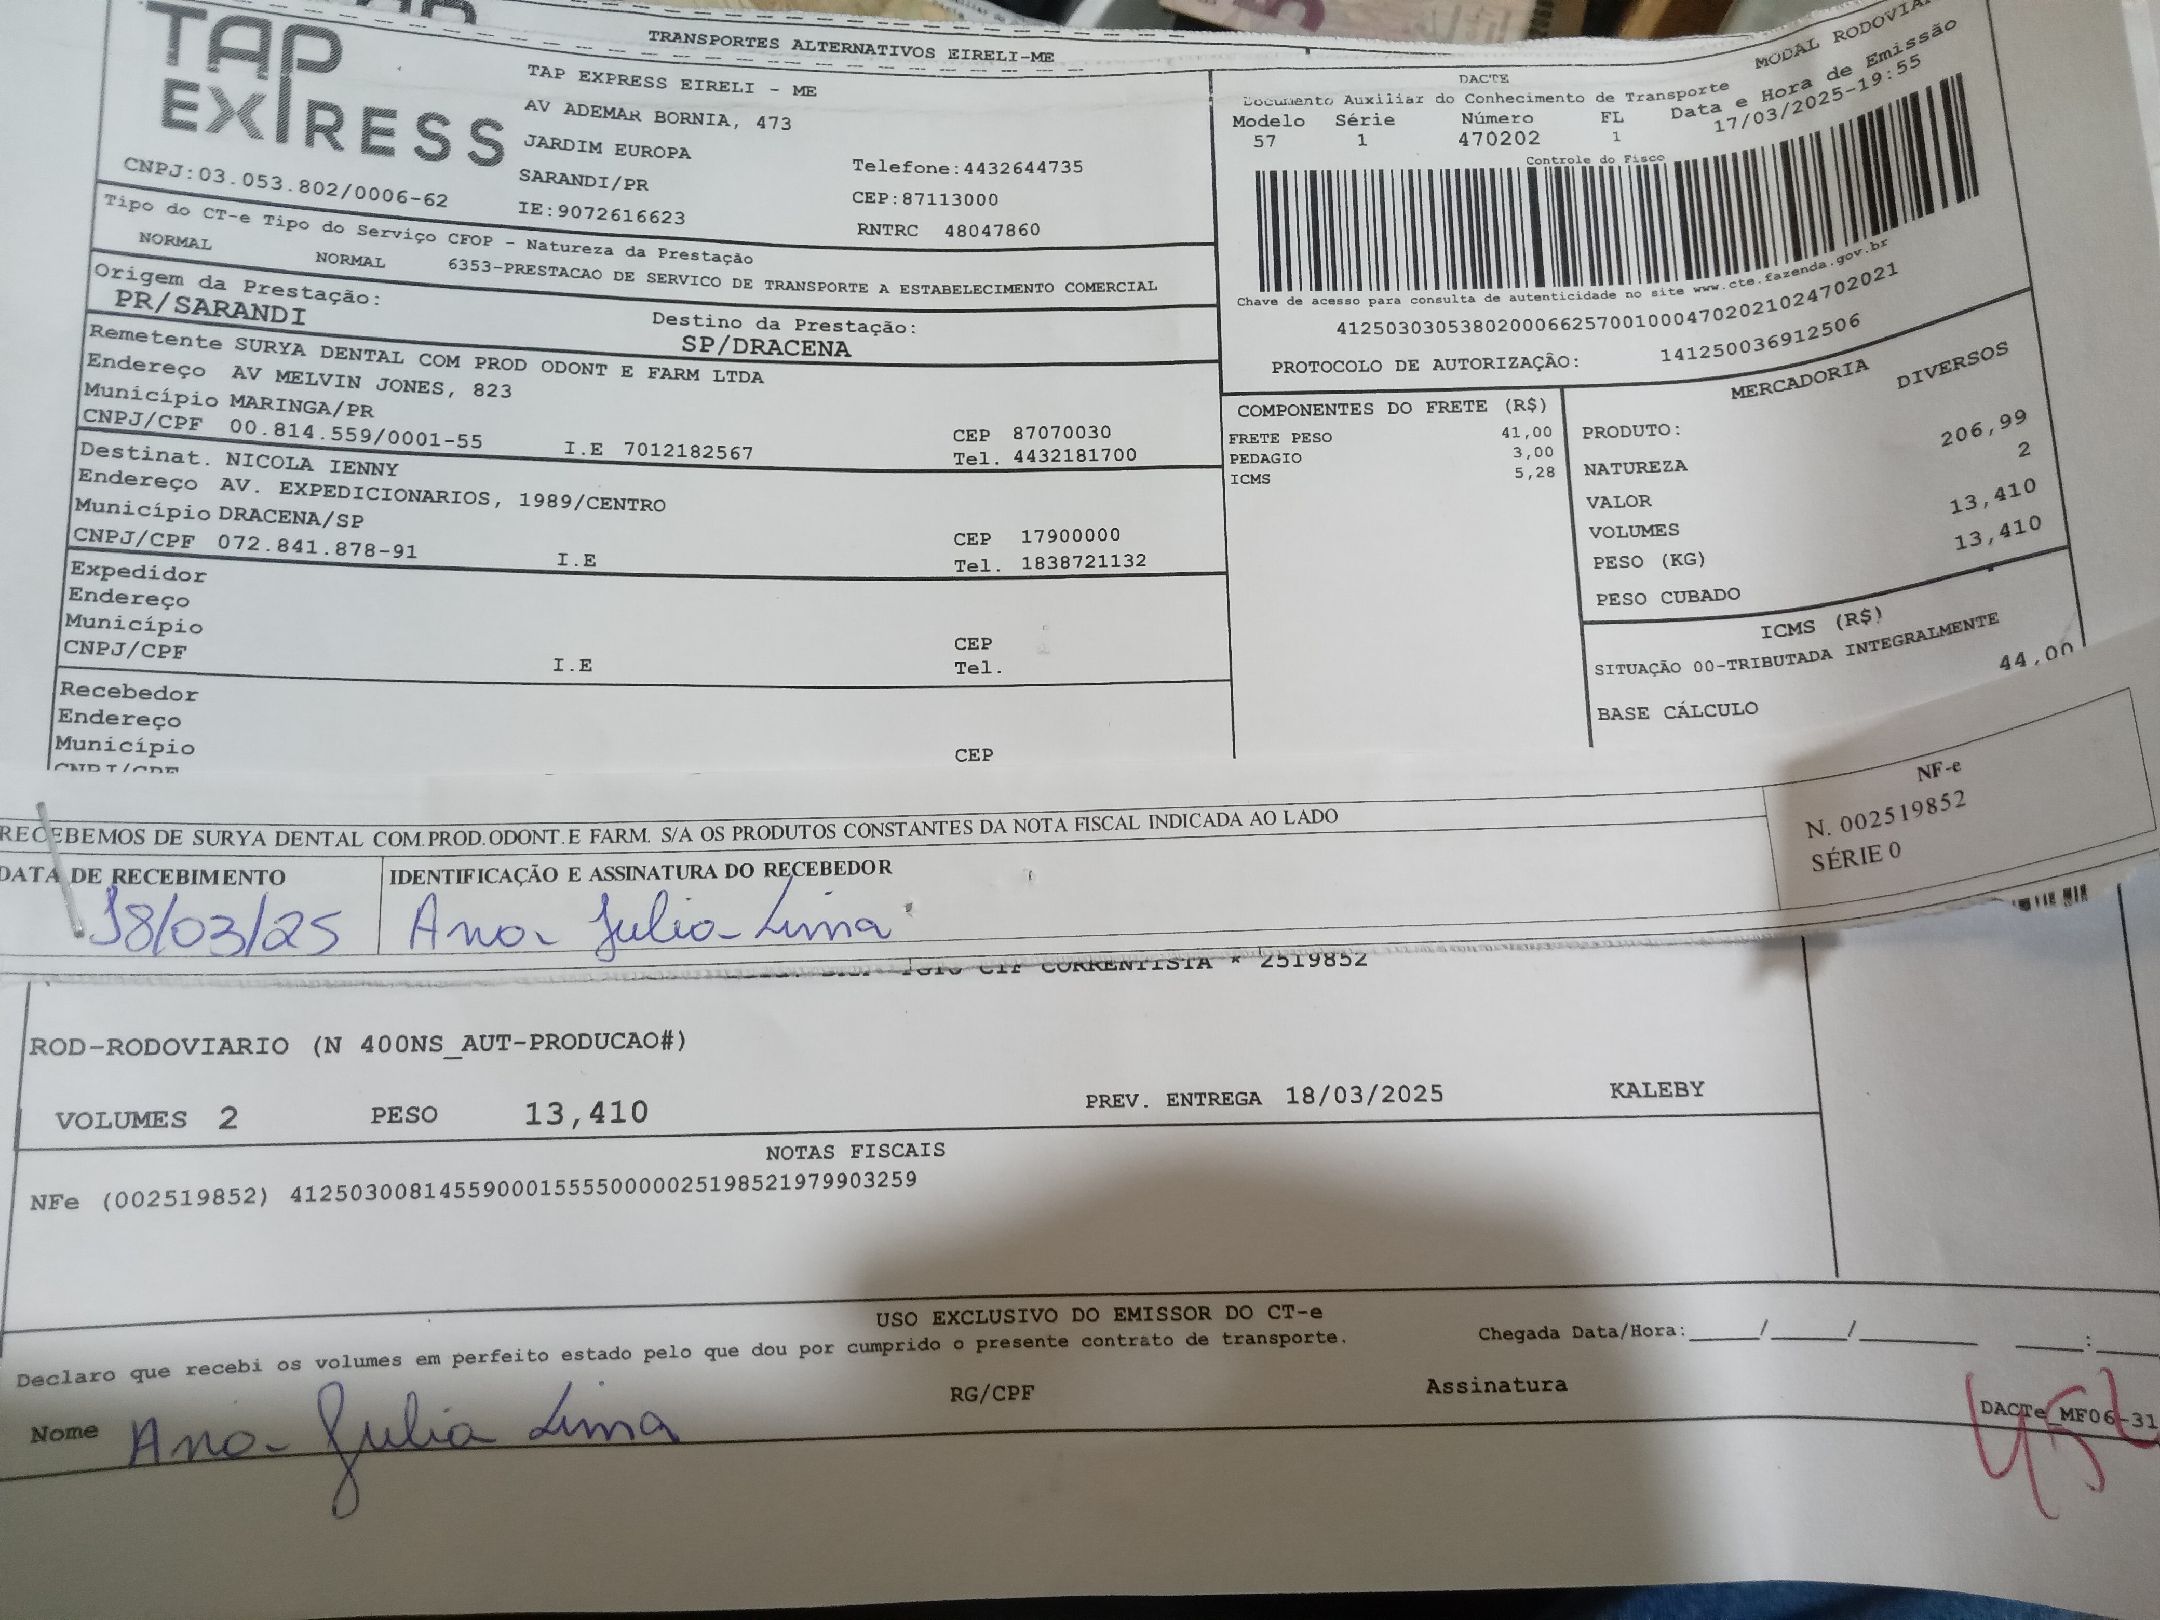 TRANSPORTES ALTERNATIVOS EIRELI-ME
TAP
EXPRESS
CNPJ:03.053.802/0006-62
TAP EXPRESS EIRELI - ME
AV ADEMAR BORNIA, 473
JARDIM EUROPA
SARANDI/PR
IE:9072616623
Telefone:4432644735
CEP:87113000
RNTRC 48047860
DACTE
MODAL RODOVIA
Documento Auxiliar do Conhecimento de Transporte
Modelo Série Número FL Data e Hora de Emissão
57 1 470202 1 17/03/2025-19:55
Controle do Fisco
Chave de acesso para consulta de autenticidade no site www.cte.fazenda.gov.br
41250303053802000662570010004702021024702021
PROTOCOLO DE AUTORIZAÇÃO: 141250036912506
Tipo do CT-e Tipo do Serviço CFOP - Natureza da Prestação
NORMAL NORMAL 6353-PRESTACAO DE SERVICO DE TRANSPORTE A ESTABELECIMENTO COMERCIAL
Origem da Prestação: Destino da Prestação:
PR/SARANDI SP/DRACENA
Remetente SURYA DENTAL COM PROD ODONT E FARM LTDA
Endereço AV MELVIN JONES, 823
Município MARINGA/PR CEP 87070030
CNPJ/CPF 00.814.559/0001-55 I.E 7012182567 Tel. 4432181700
Destinat. NICOLA IENNY
Endereço AV. EXPEDICIONARIOS, 1989/CENTRO
Município DRACENA/SP CEP 17900000
CNPJ/CPF 072.841.878-91 I.E Tel. 1838721132
Expedidor
Endereço
Município CEP
CNPJ/CPF I.E Tel.
Recebedor
Endereço
Município CEP
CNPJ/CPF
COMPONENTES DO FRETE (R$)
FRETE PESO 41,00
PEDAGIO 3,00
ICMS 5,28
MERCADORIA
PRODUTO: DIVERSOS
NATUREZA
VALOR 206,99
VOLUMES 2
PESO (KG) 13,410
PESO CUBADO 13,410
ICMS (R$)
SITUAÇÃO 00-TRIBUTADA INTEGRALMENTE
BASE CÁLCULO 44,00
RECEBEMOS DE SURYA DENTAL COM.PROD.ODONT.E FARM. S/A OS PRODUTOS CONSTANTES DA NOTA FISCAL INDICADA AO LADO
DATA DE RECEBIMENTO IDENTIFICAÇÃO E ASSINATURA DO RECEBEDOR
18/03/25 Ana Julia Lima
NF-e
N. 002519852
SÉRIE 0
CIF CORRENTISTA * 2519852
ROD-RODOVIARIO (N 400NS_AUT-PRODUCAO#)
VOLUMES 2 PESO 13,410 PREV. ENTREGA 18/03/2025 KALEBY
NOTAS FISCAIS
NFe (002519852) 41250300814559000155550000025198521979903259
USO EXCLUSIVO DO EMISSOR DO CT-e
Declaro que recebi os volumes em perfeito estado pelo que dou por cumprido o presente contrato de transporte. Chegada Data/Hora:____/____/________ ____:____
Nome Ana Julia Lima RG/CPF Assinatura
DACTe_MF06-31